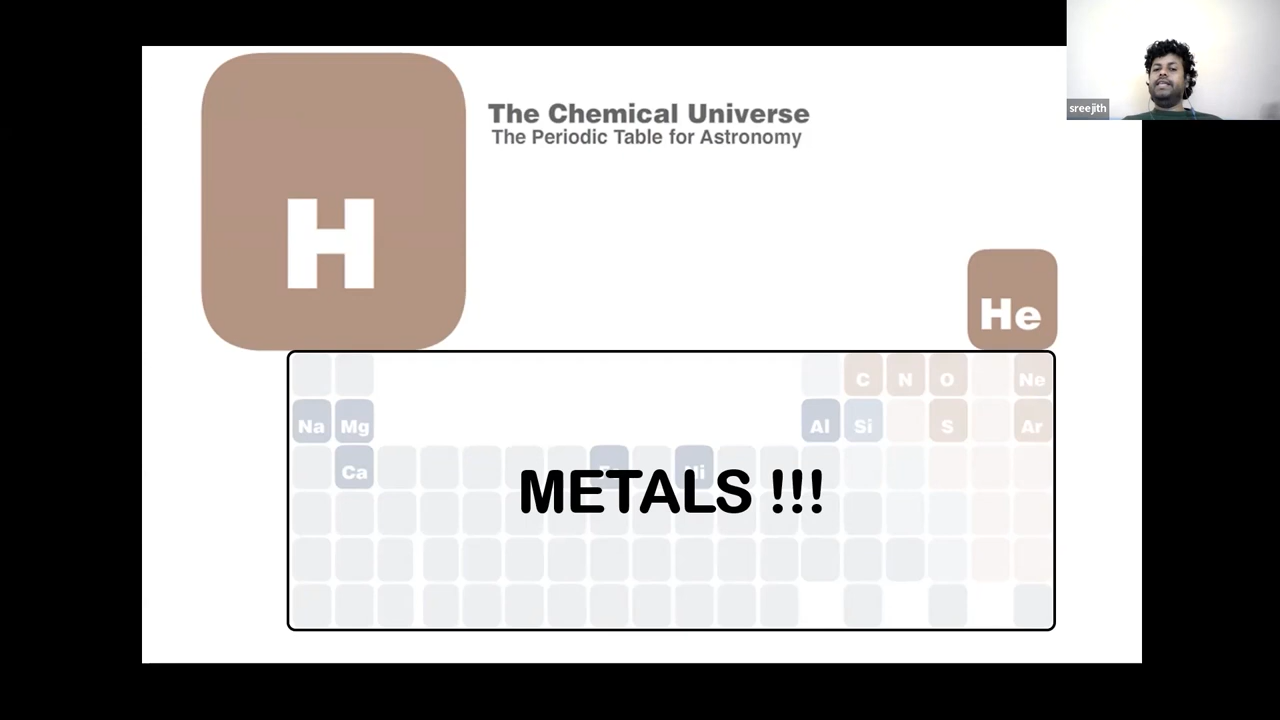 sreejith
H
The Chemical Universe
The Periodic Table for Astronomy
He
C N O Ne
Na Mg Al Si S Ar
Ca
METALS !!!